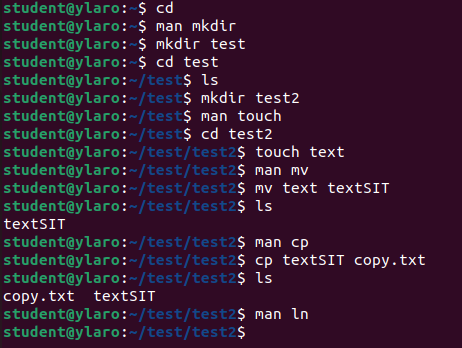 student@ylaro:~$ cd
student@ylaro:~$ man mkdir
student@ylaro:~$ mkdir test
student@ylaro:~$ cd test
student@ylaro:~/test$ ls
student@ylaro:~/test$ mkdir test2
student@ylaro:~/test$ man touch
student@ylaro:~/test$ cd test2
student@ylaro:~/test/test2$ touch text
student@ylaro:~/test/test2$ man mv
student@ylaro:~/test/test2$ mv text textSIT
student@ylaro:~/test/test2$ ls
textSIT
student@ylaro:~/test/test2$ man cp
student@ylaro:~/test/test2$ cp textSIT copy.txt
student@ylaro:~/test/test2$ ls
copy.txt  textSIT
student@ylaro:~/test/test2$ man ln
student@ylaro:~/test/test2$